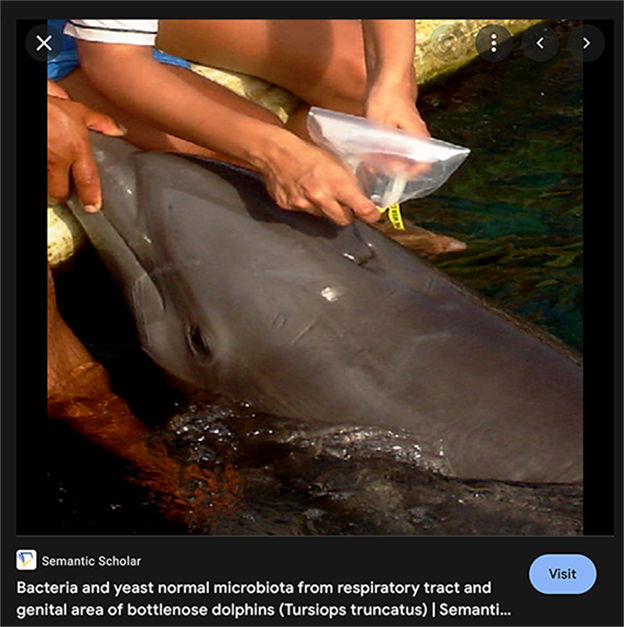 Semantic Scholar
Bacteria and yeast normal microbiota from respiratory tract and
genital area of bottlenose dolphins (Tursiops truncatus) | Semanti...
Visit